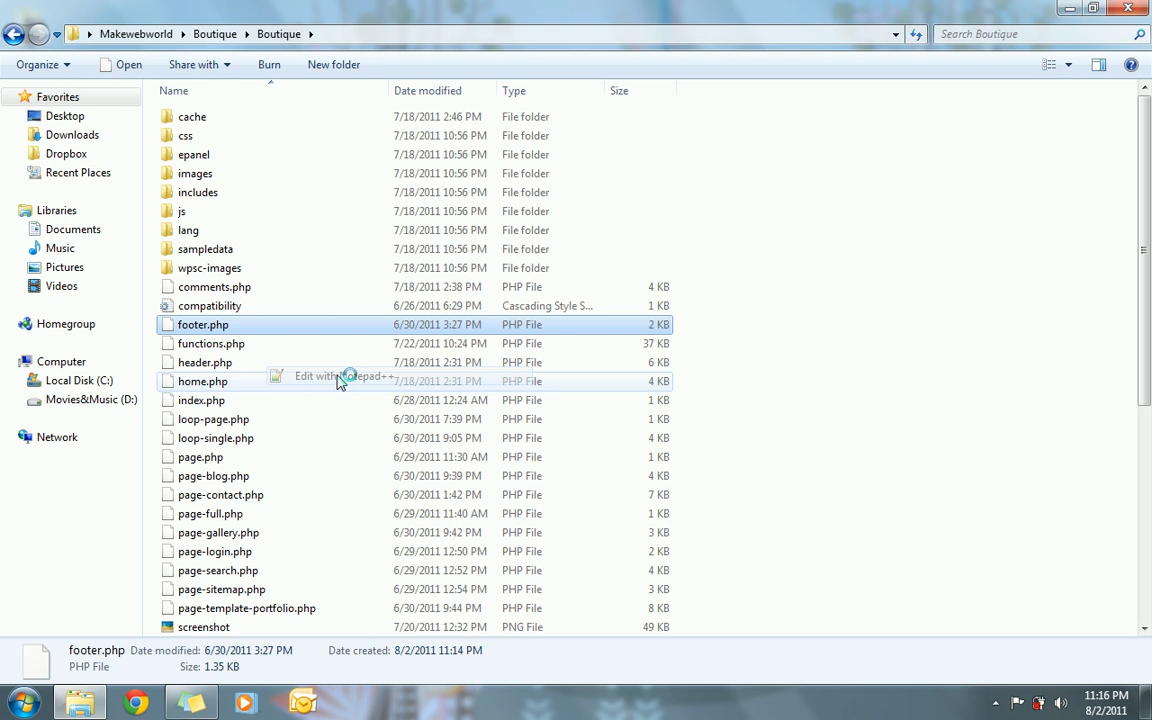 Makewebworld Boutique Boutique
Search Boutique
Organize Open Share with Burn New folder
Name Date modified Type Size
Favorites
Desktop
Downloads
Dropbox
Recent Places
Libraries
Documents
Music
Pictures
Videos
Homegroup
Computer
Local Disk (C:)
Movies&Music (D:)
Network
cache 7/18/2011 2:46 PM File folder
css 7/18/2011 10:56 PM File folder
epanel 7/18/2011 10:56 PM File folder
images 7/18/2011 10:56 PM File folder
includes 7/18/2011 10:56 PM File folder
js 7/18/2011 10:56 PM File folder
lang 7/18/2011 10:56 PM File folder
sampledata 7/18/2011 10:56 PM File folder
wpsc-images 7/18/2011 10:56 PM File folder
comments.php 7/18/2011 2:38 PM PHP File 4 KB
compatibility 6/26/2011 6:29 PM Cascading Style S... 1 KB
footer.php 6/30/2011 3:27 PM PHP File 2 KB
functions.php 7/22/2011 10:24 PM PHP File 37 KB
header.php 7/18/2011 2:31 PM PHP File 6 KB
Edit with Notepad++
home.php 7/18/2011 2:31 PM PHP File 4 KB
index.php 6/28/2011 12:24 AM PHP File 1 KB
loop-page.php 6/30/2011 7:39 PM PHP File 1 KB
loop-single.php 6/30/2011 9:05 PM PHP File 4 KB
page.php 6/29/2011 11:30 AM PHP File 1 KB
page-blog.php 6/30/2011 9:39 PM PHP File 4 KB
page-contact.php 6/30/2011 1:42 PM PHP File 7 KB
page-full.php 6/29/2011 11:40 AM PHP File 1 KB
page-gallery.php 6/30/2011 9:42 PM PHP File 3 KB
page-login.php 6/29/2011 12:50 PM PHP File 2 KB
page-search.php 6/29/2011 12:52 PM PHP File 4 KB
page-sitemap.php 6/29/2011 12:54 PM PHP File 3 KB
page-template-portfolio.php 6/30/2011 9:44 PM PHP File 8 KB
screenshot 7/20/2011 12:32 PM PNG File 49 KB
footer.php Date modified: 6/30/2011 3:27 PM Date created: 8/2/2011 11:14 PM
PHP File Size: 1.35 KB
11:16 PM
8/2/2011